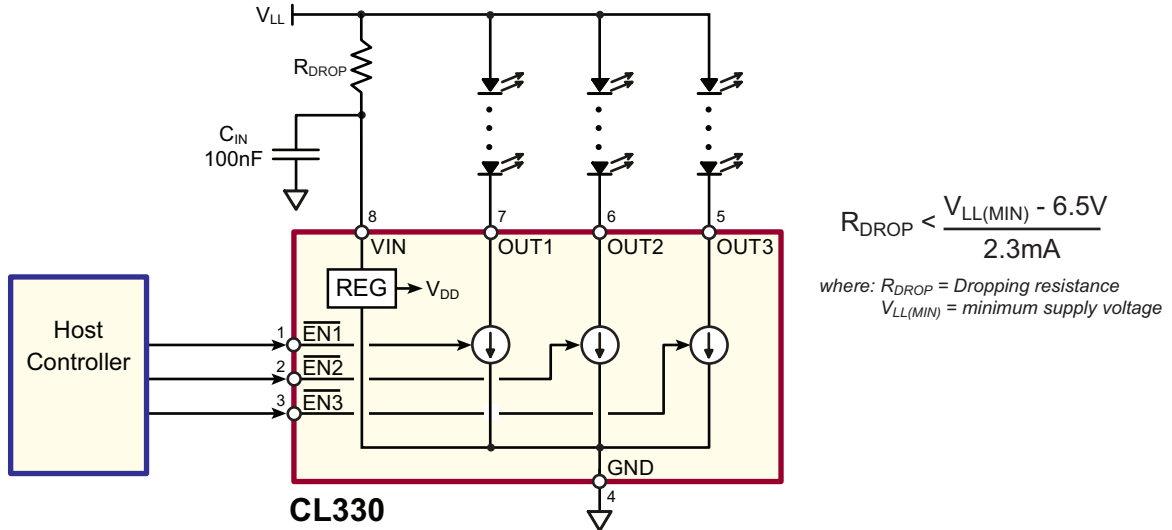 VLL
RDROP
CIN
100nF
8
7
6
5
VIN
OUT1
OUT2
OUT3
REG
VDD
Host
Controller
1
EN1
2
EN2
3
EN3
GND
4
CL330
RDROP < VLL(MIN) - 6.5V
2.3mA
where: RDROP = Dropping resistance
VLL(MIN) = minimum supply voltage